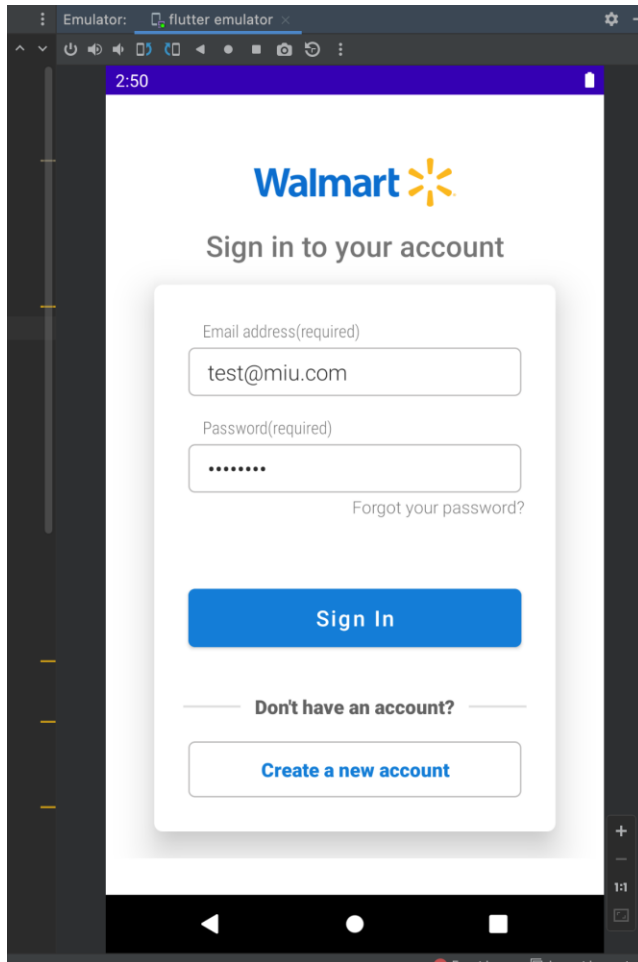 Emulator: flutter emulator
2:50
Walmart
Sign in to your account
Email address(required)
test@miu.com
Password(required)
••••••••
Forgot your password?
Sign In
Don't have an account?
Create a new account
1:1